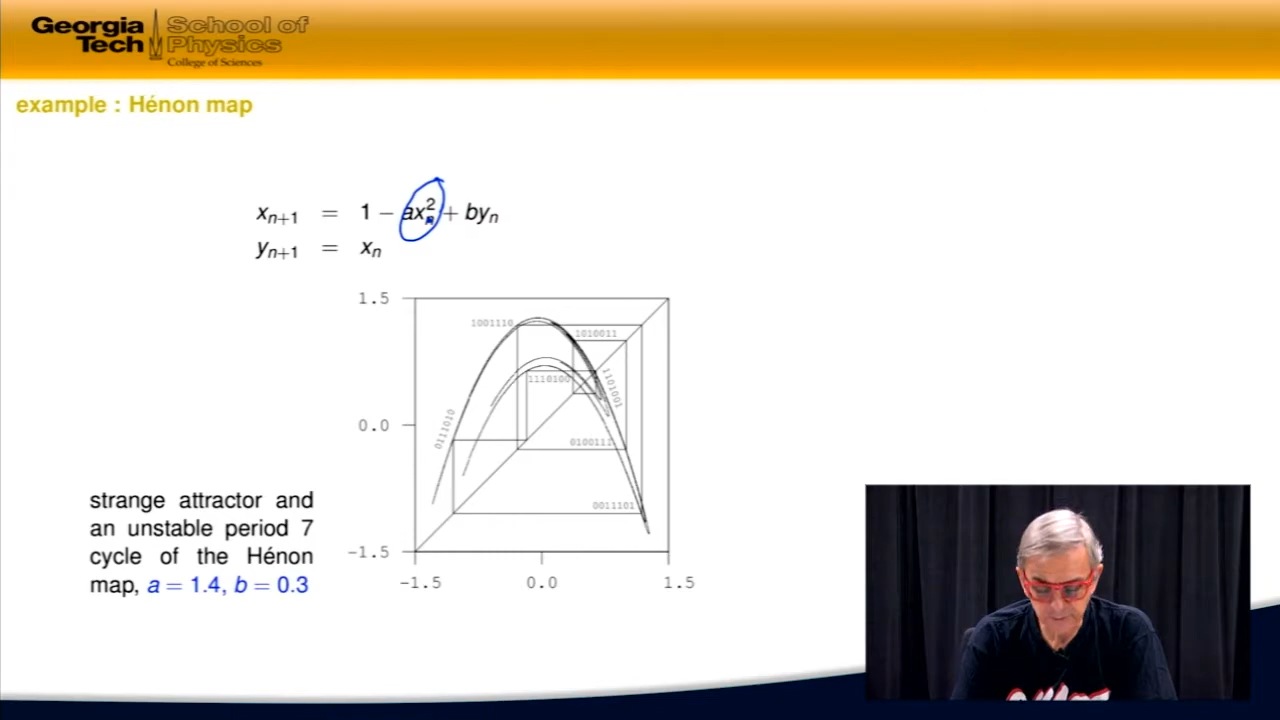 Georgia Tech
School of Physics
College of Sciences
example : Hénon map
xₙ₊₁ = 1 − axₙ² + byₙ
yₙ₊₁ = xₙ
1.5
1001110
1010011
1110100
1101001
0.0
0111010
0100111
0011101
-1.5
-1.5 0.0 1.5
strange attractor and
an unstable period 7
cycle of the Hénon
map, a = 1.4, b = 0.3